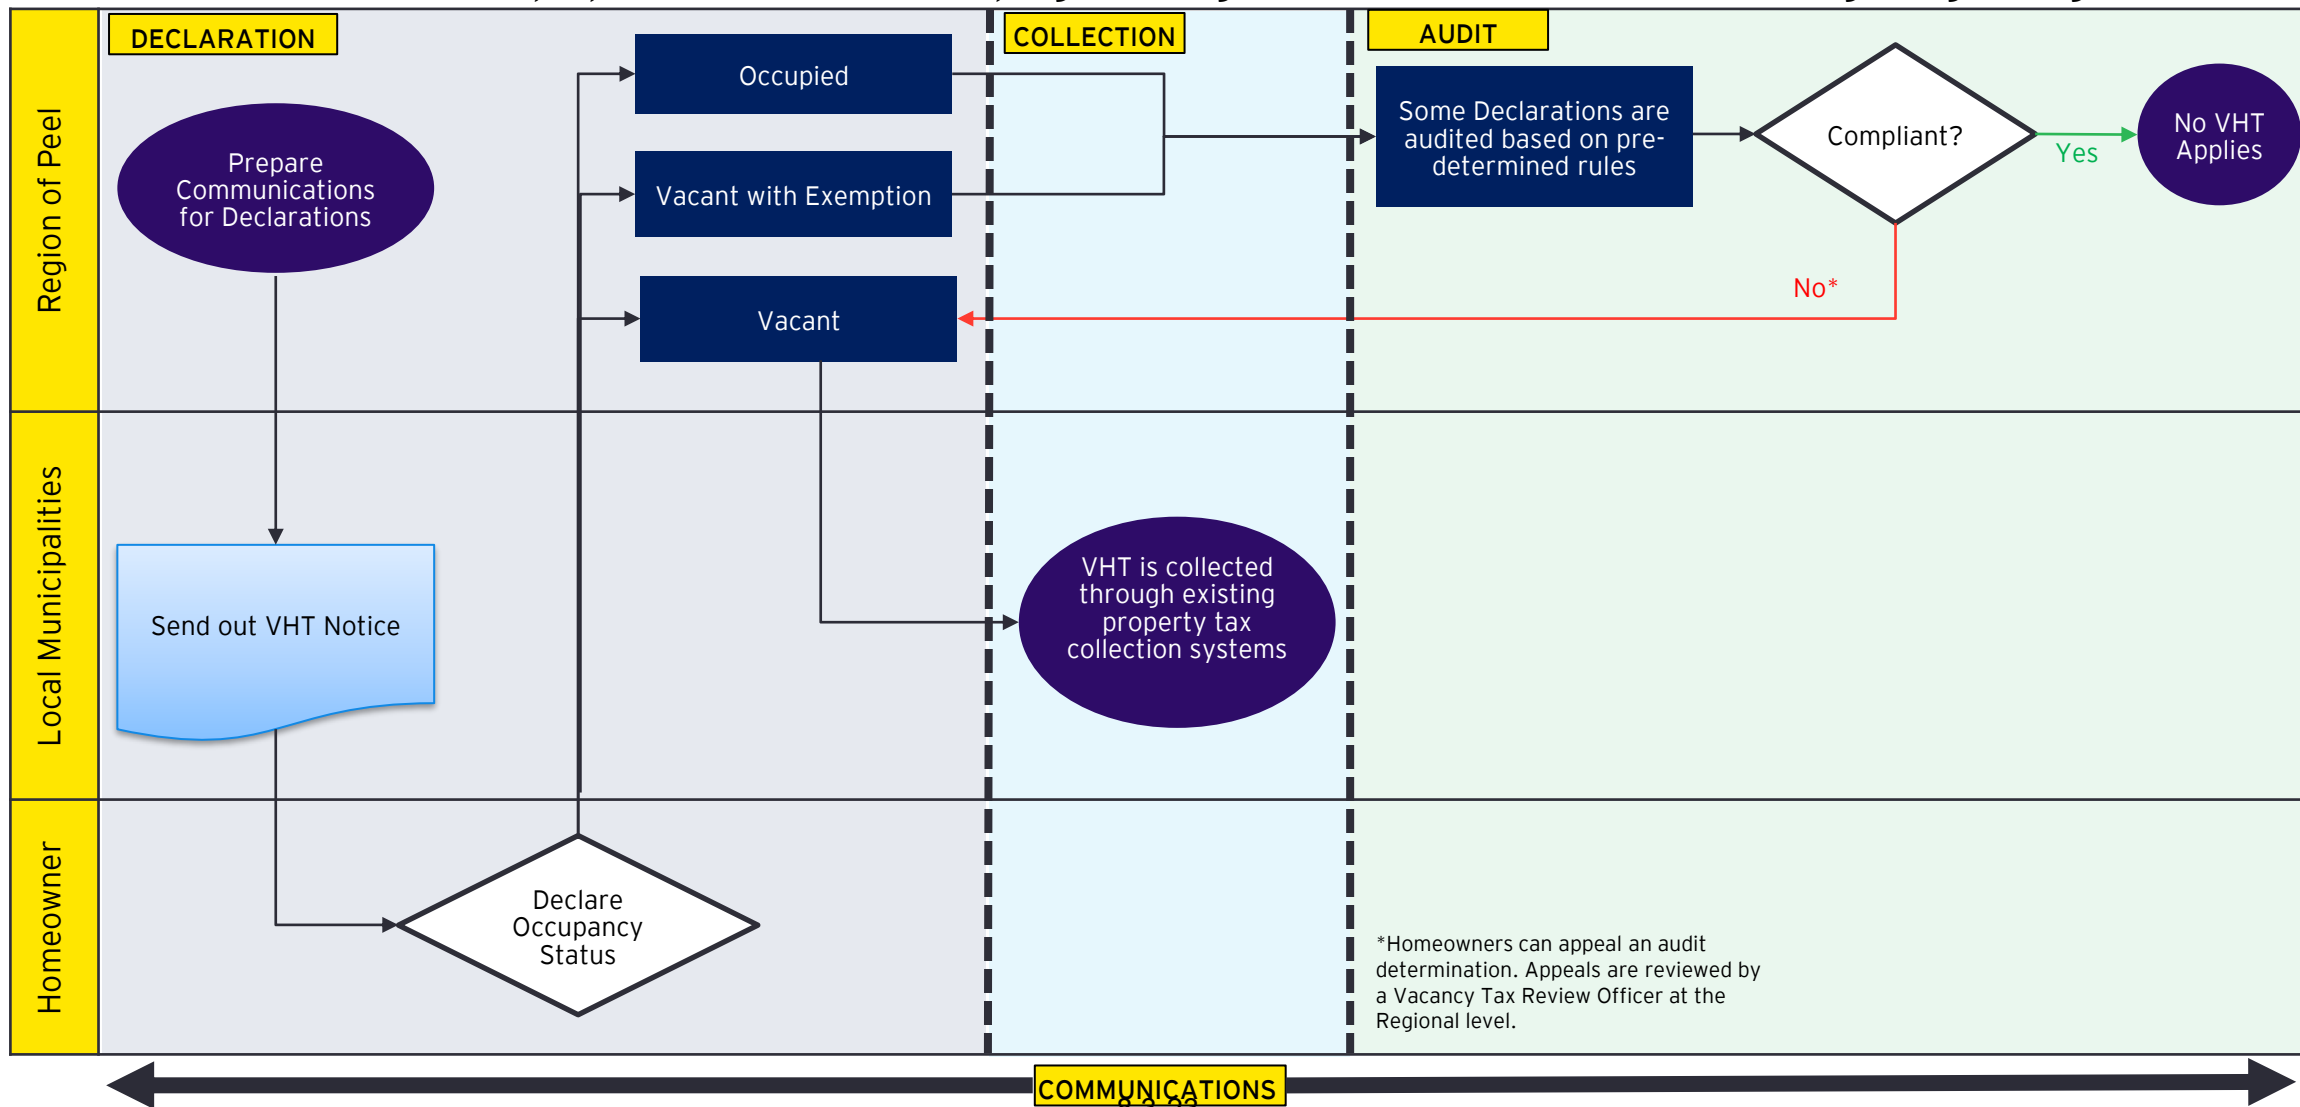 DECLARATION
COLLECTION
AUDIT
Region of Peel
Prepare
Communications
for Declarations
Occupied
Vacant with Exemption
Vacant
Some Declarations are
audited based on pre-
determined rules
Compliant?
Yes
No VHT
Applies
No*
Local Municipalities
Send out VHT Notice
VHT is collected
through existing
property tax
collection systems
Homeowner
Declare
Occupancy
Status
*Homeowners can appeal an audit
determination. Appeals are reviewed by
a Vacancy Tax Review Officer at the
Regional level.
COMMUNICATIONS